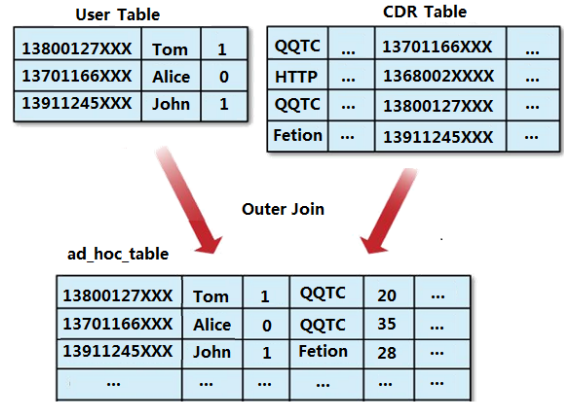 User Table
13800127XXX Tom 1
13701166XXX Alice 0
13911245XXX John 1
CDR Table
QQTC ... 13701166XXX ...
HTTP ... 1368002XXXX ...
QQTC ... 13800127XXX ...
Fetion ... 13911245XXX ...
Outer Join
ad_hoc_table
13800127XXX Tom 1 QQTC 20 ...
13701166XXX Alice 0 QQTC 35 ...
13911245XXX John 1 Fetion 28 ...
... ... ... ... ... ...